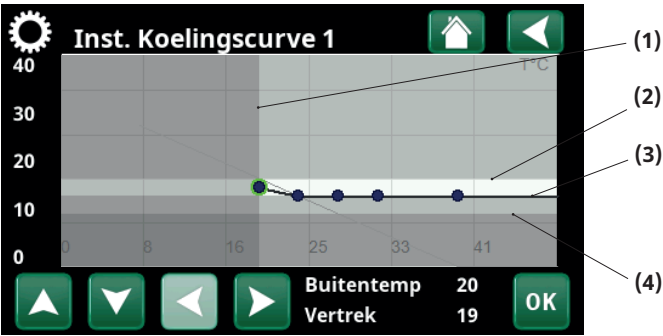 Inst. Koelingscurve 1
(1)
40
T°C
(2)
30
(3)
20
10
0 8 16 25 33 41
0
(4)
Buitentemp 20
Vertrek 19
OK